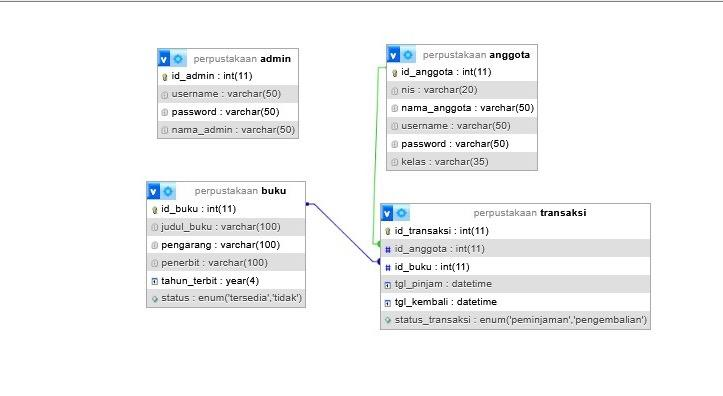 perpustakaan admin
id_admin : int(11)
username : varchar(50)
password : varchar(50)
nama_admin : varchar(50)
perpustakaan anggota
id_anggota : int(11)
nis : varchar(20)
nama_anggota : varchar(50)
username : varchar(50)
password : varchar(50)
kelas : varchar(35)
perpustakaan buku
id_buku : int(11)
judul_buku : varchar(100)
pengarang : varchar(100)
penerbit : varchar(100)
tahun_terbit : year(4)
status : enum('tersedia','tidak')
perpustakaan transaksi
id_transaksi : int(11)
id_anggota : int(11)
id_buku : int(11)
tgl_pinjam : datetime
tgl_kembali : datetime
status_transaksi : enum('peminjaman','pengembalian')